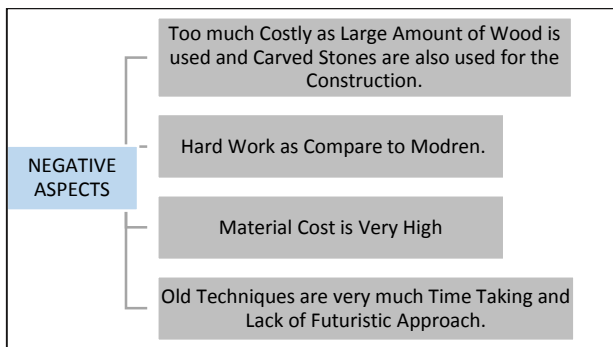 Too much Costly as Large Amount of Wood is
used and Carved Stones are also used for the
Construction.
Hard Work as Compare to Modren.
NEGATIVE
ASPECTS
Material Cost is Very High
Old Techniques are very much Time Taking and
Lack of Futuristic Approach.